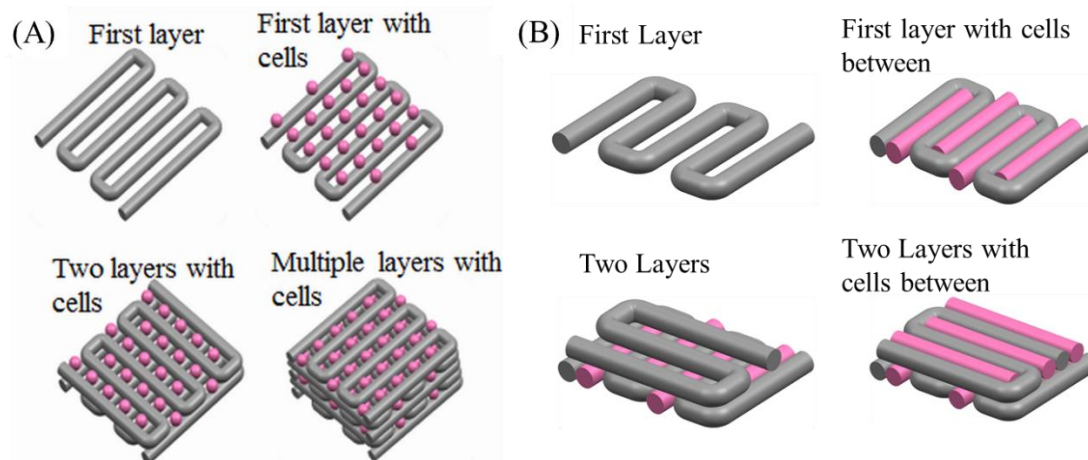 (A)
First layer
First layer with
cells
Two layers with
cells
Multiple layers with
cells
(B)
First Layer
First layer with cells
between
Two Layers
Two Layers with
cells between